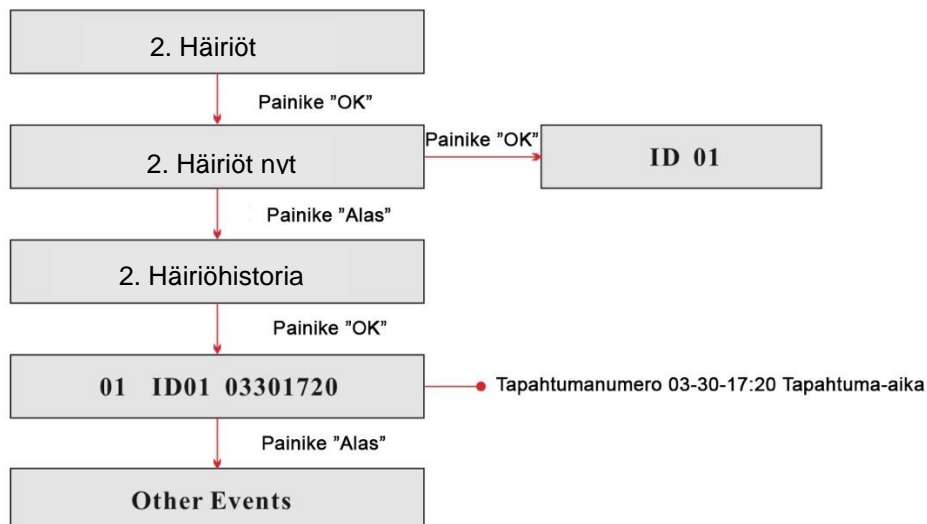 2. Häiriöt
Painike "OK"
2. Häiriöt nyt
Painike "OK"
ID 01
Painike "Alas"
2. Häiriöhistoria
Painike ”OK”
01 ID01 03301720
Tapahtumanumero 03-30-17:20 Tapahtuma-aika
Painike ”Alas”
Other Events